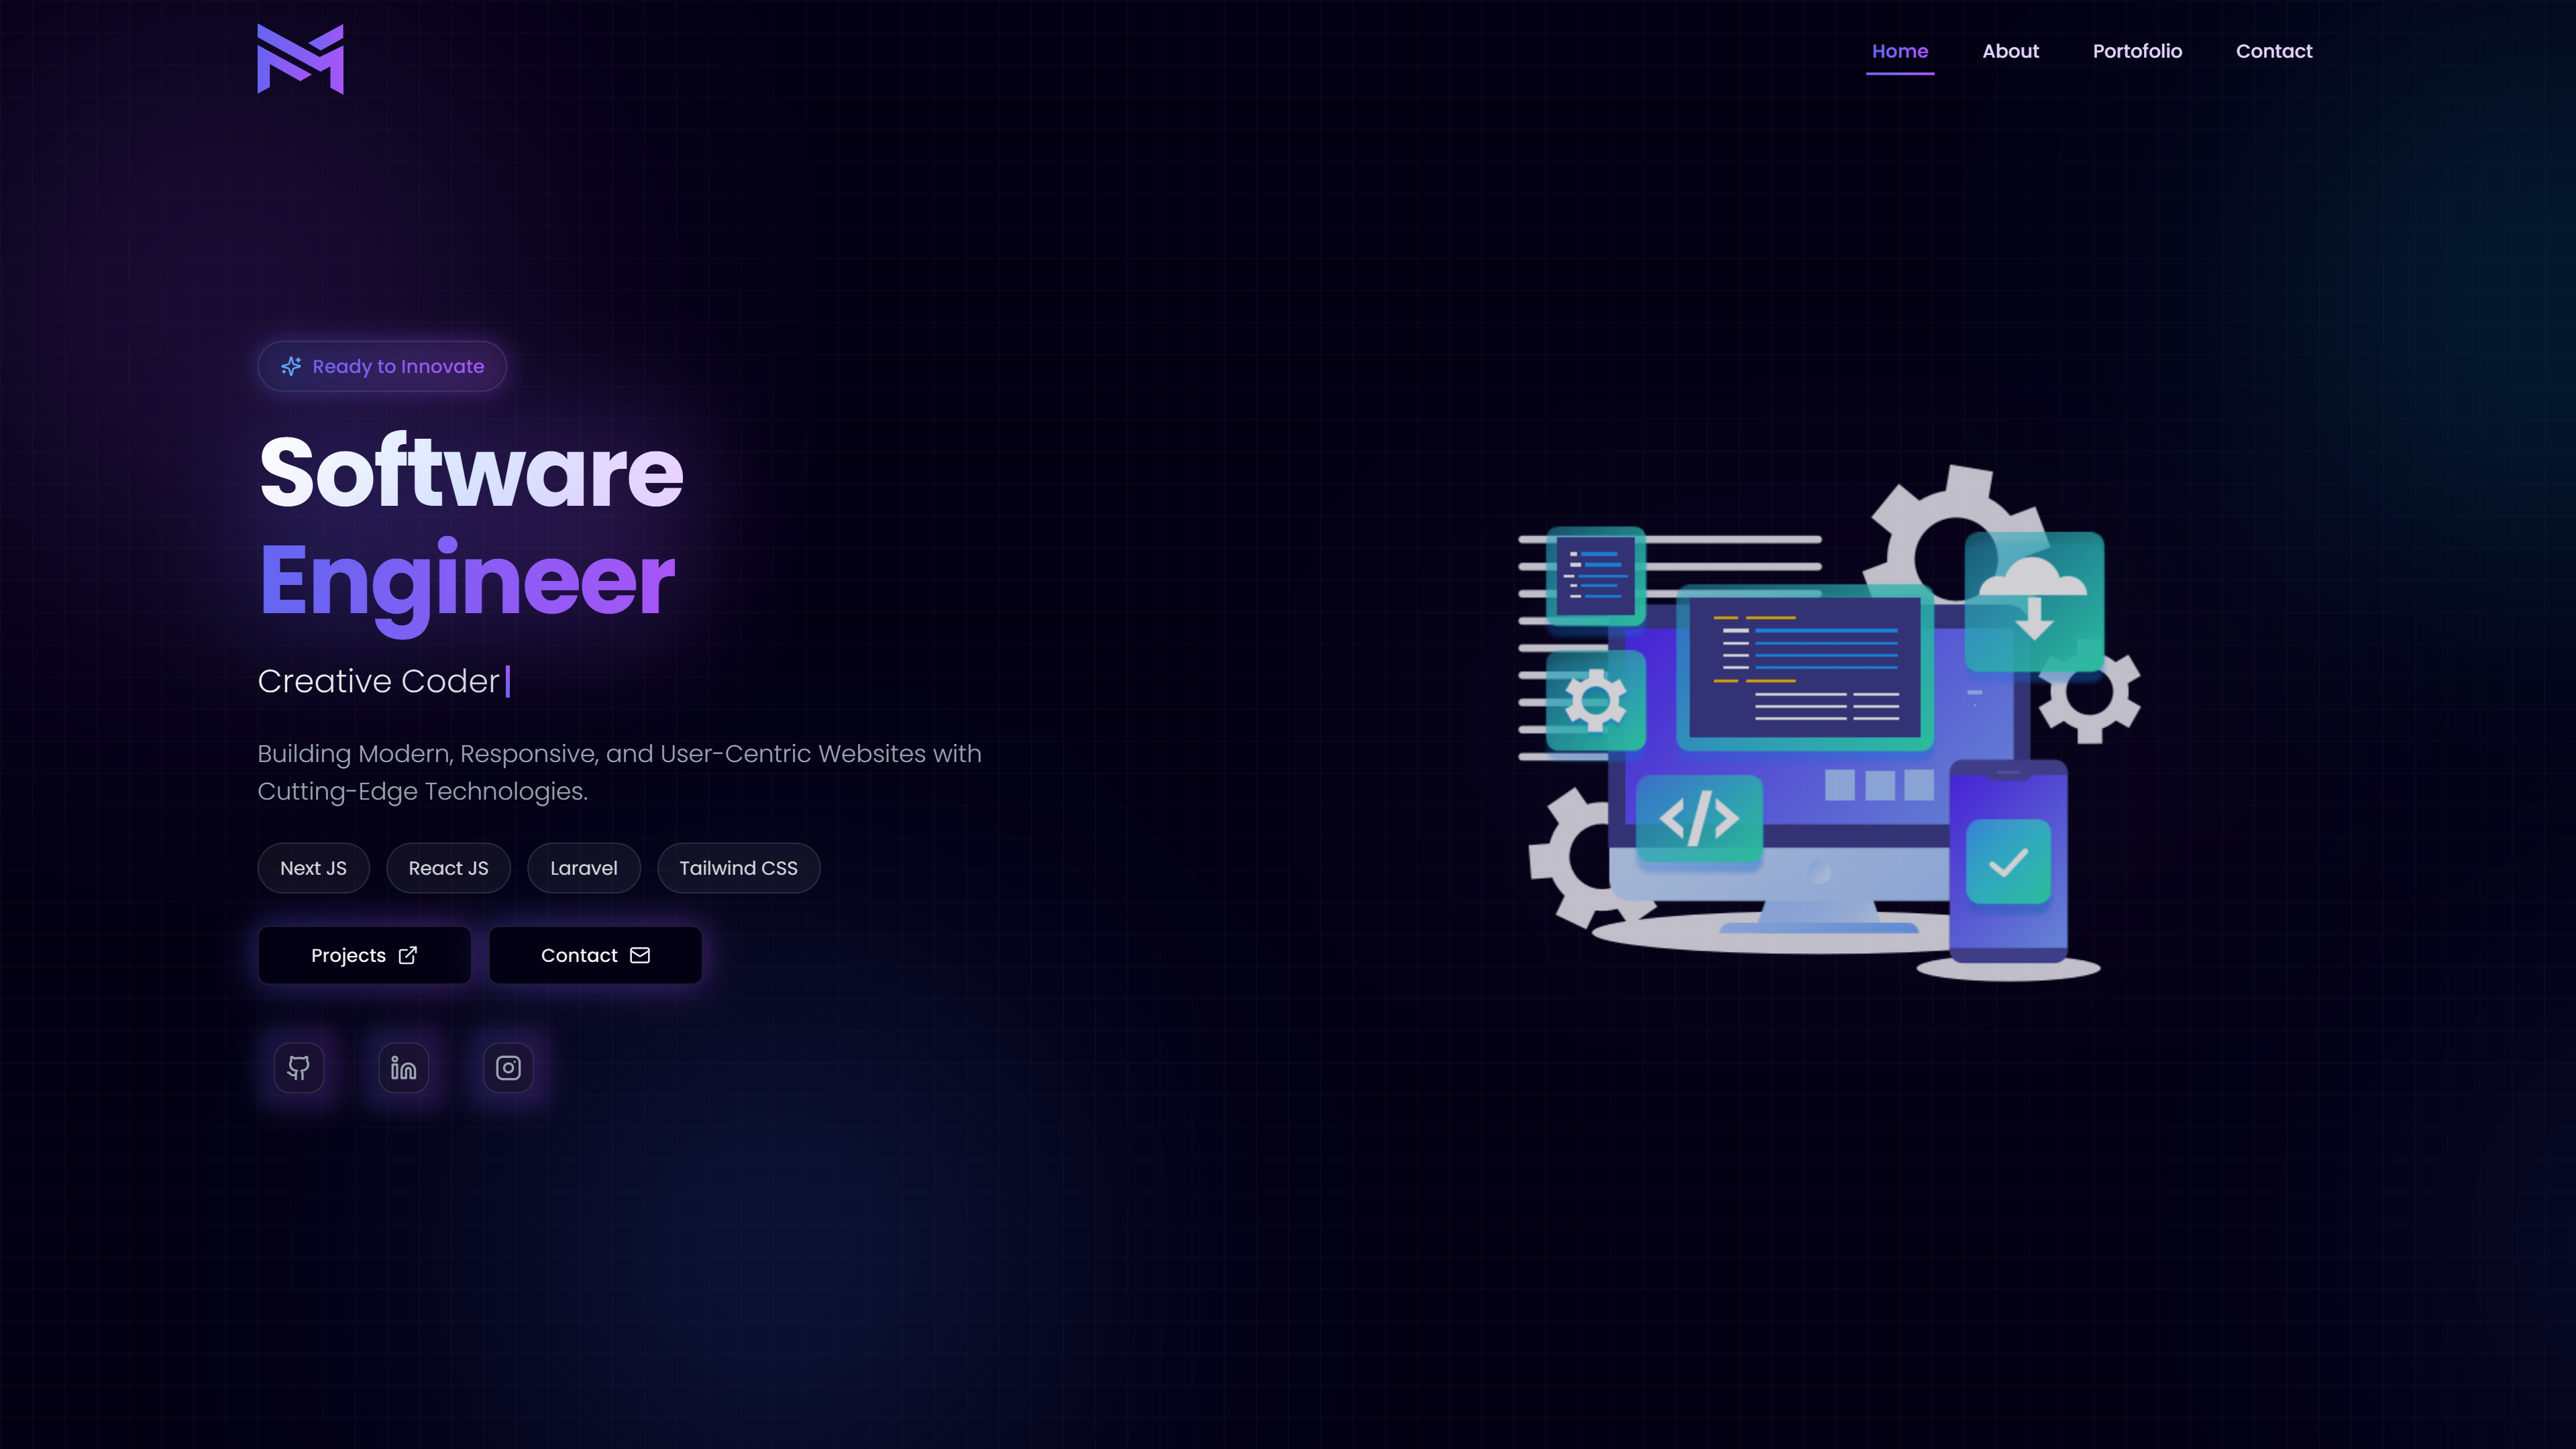 Home About Portofolio Contact
Ready to Innovate
Software
Engineer
Creative Coder
Building Modern, Responsive, and User-Centric Websites with
Cutting-Edge Technologies.
Next JS React JS Laravel Tailwind CSS
Projects Contact